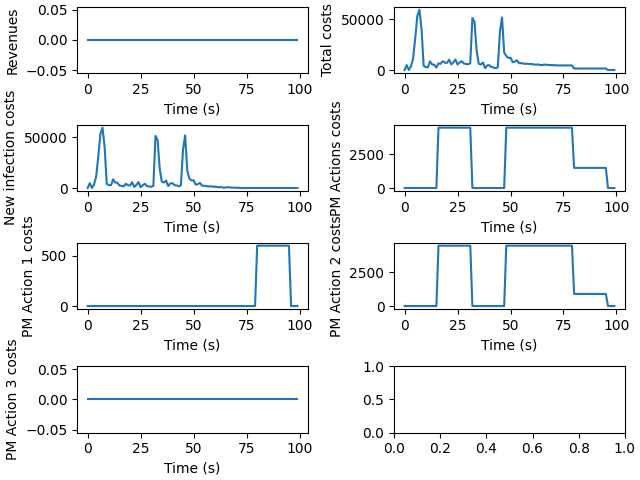 Revenues
0.05
0.00
−0.05
0 25 50 75 100
Time (s)
Total costs
50000
0
0 25 50 75 100
Time (s)
New infection costs
50000
0
0 25 50 75 100
Time (s)
PM Actions costs
2500
0
0 25 50 75 100
Time (s)
PM Action 1 costs
500
0
0 25 50 75 100
Time (s)
PM Action 2 costs
2500
0
0 25 50 75 100
Time (s)
PM Action 3 costs
0.05
0.00
−0.05
0 25 50 75 100
Time (s)
1.0
0.5
0.0
0.0 0.2 0.4 0.6 0.8 1.0